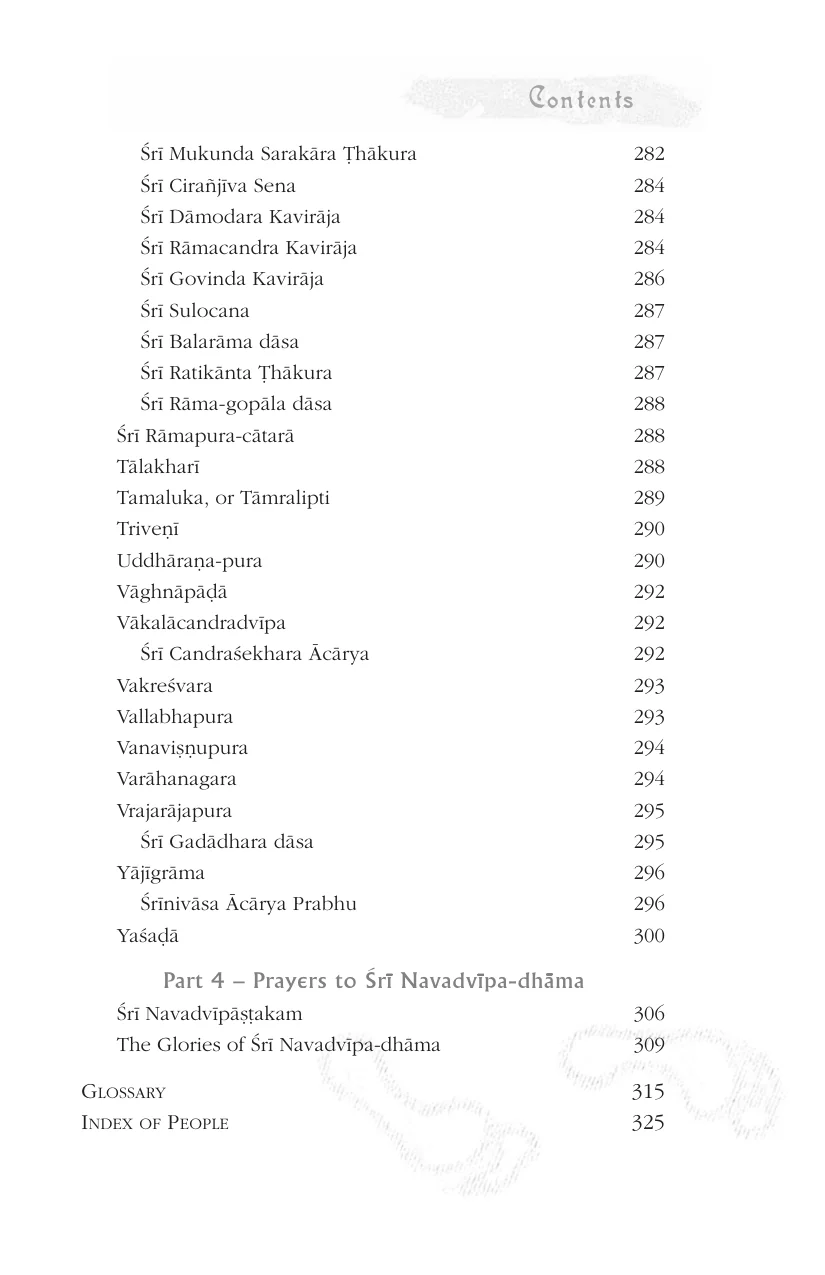 Contents
Śrī Mukunda Sarakāra Ṭhākura 282
Śrī Cirañjīva Sena 284
Śrī Dāmodara Kavirāja 284
Śrī Rāmacandra Kavirāja 284
Śrī Govinda Kavirāja 286
Śrī Sulocana 287
Śrī Balarāma dāsa 287
Śrī Ratikānta Ṭhākura 287
Śrī Rāma-gopāla dāsa 288
Śrī Rāmapura-cātarā 288
Tālakharī 288
Tamaluka, or Tāmralipti 289
Triveṇī 290
Uddhāraṇa-pura 290
Vāghnāpāḍā 292
Vākalācandradvīpa 292
Śrī Candraśekhara Ācārya 292
Vakreśvara 293
Vallabhapura 293
Vanaviṣṇupura 294
Varāhanagara 294
Vrajarājapura 295
Śrī Gadādhara dāsa 295
Yājīgrāma 296
Śrīnivāsa Ācārya Prabhu 296
Yaśaḍā 300
Part 4 – Prayers to Śrī Navadvīpa-dhāma
Śrī Navadvīpāṣṭakam 306
The Glories of Śrī Navadvīpa-dhāma 309
GLOSSARY 315
INDEX OF PEOPLE 325